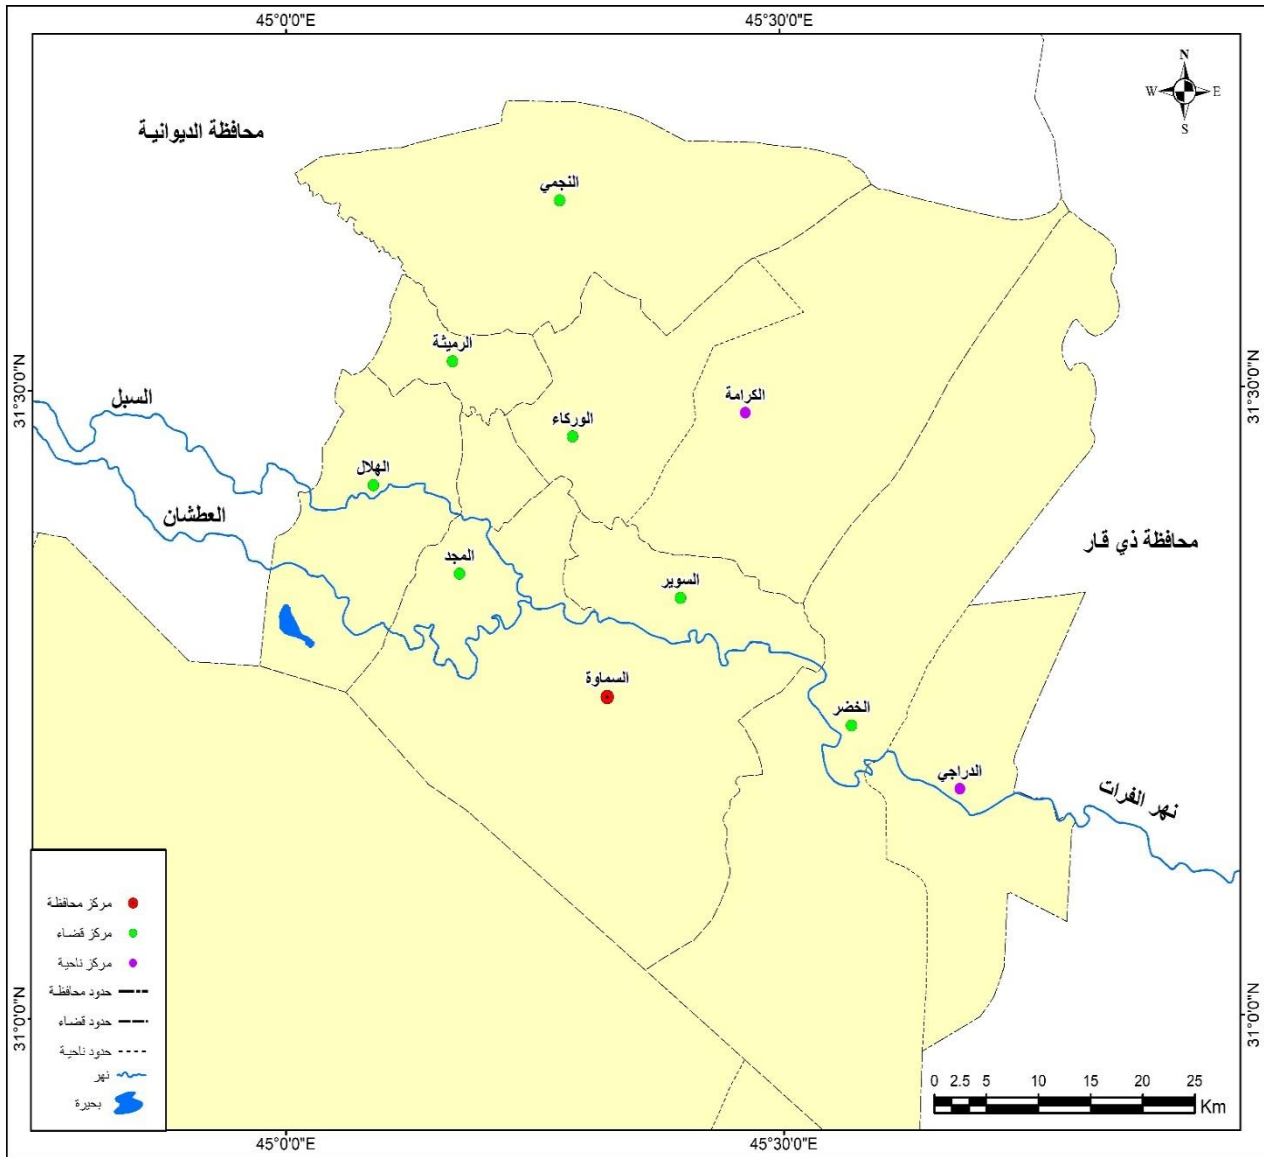 45°0'0"E
45°30'0"E
N
W
E
S
محافظة الديوانية
النجمي
الرميثة
31°30'0"N
31°30'0"N
السبل
الكرامة
الوركاء
الهلال
العطشان
محافظة ذي قار
المجد
السوير
السماوة
الخضر
الدراجي
نهر الفرات
مركز محافظة
مركز قضاء
مركز ناحية
حدود محافظة
حدود قضاء
حدود ناحية
نهر
بحيرة
31°0'0"N
31°0'0"N
0 2.5 5 10 15 20 25
Km
45°0'0"E
45°30'0"E